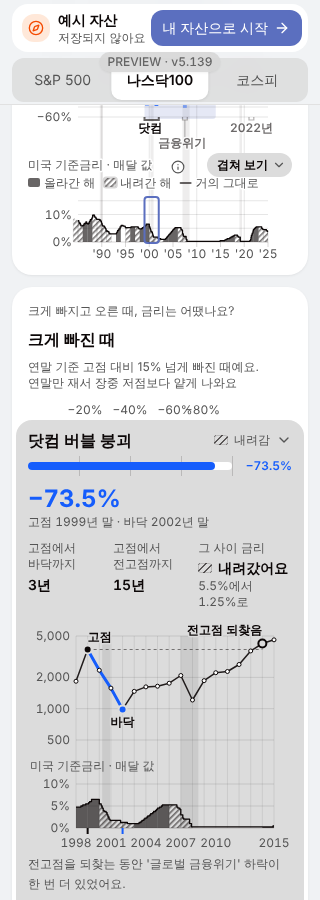 예시 자산
저장되지 않아요
내 자산으로 시작 →
PREVIEW · v5.139
S&P 500
나스닥100
코스피
−60%
닷컴
2022년
금융위기
미국 기준금리 · 매달 값
겹쳐 보기
올라간 해
내려간 해
거의 그대로
10%
0%
'90 '95 '00 '05 '10 '15 '20 '25
크게 빠지고 오른 때, 금리는 어땠나요?
크게 빠진 때
연말 기준 고점 대비 15% 넘게 빠진 때예요.
연말만 재서 장중 저점보다 얕게 나와요
−20% −40% −60% −80%
닷컴 버블 붕괴
내려감
−73.5%
−73.5%
고점 1999년 말 · 바닥 2002년 말
고점에서
바닥까지
3년
고점에서
전고점까지
15년
그 사이 금리
내려갔어요
5.5%에서
1.25%로
고점
전고점 되찾음
5,000
2,000
1,000
500
바닥
미국 기준금리 · 매달 값
10%
5%
0%
1998 2001 2004 2007 2010 2015
전고점을 되찾는 동안 '글로벌 금융위기' 하락이
한 번 더 있었어요.